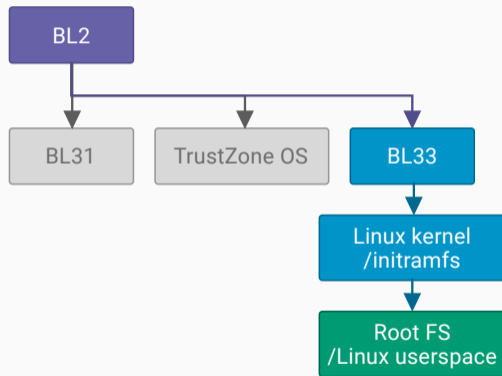 BL2
BL31
TrustZone OS
BL33
Linux kernel
/initramfs
Root FS
/Linux userspace